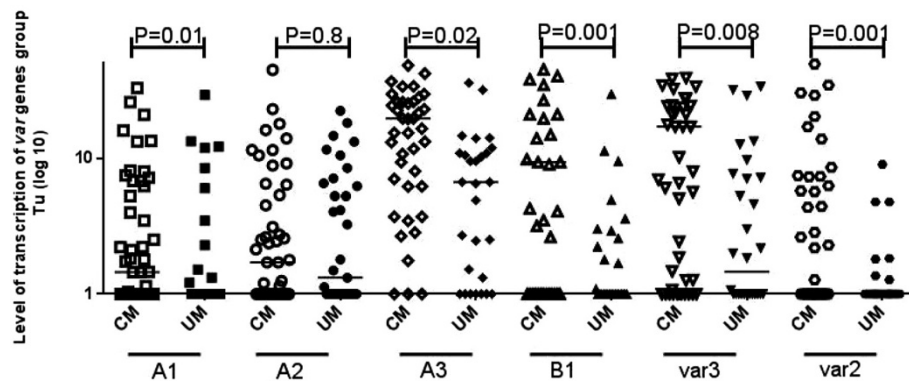 P=0.01 P=0.8 P=0.02 P=0.001 P=0.008 P=0.001
Level of transcription of var genes group
Tu (log 10)
10
1
CM UM CM UM CM UM CM UM CM UM CM UM
A1 A2 A3 B1 var3 var2